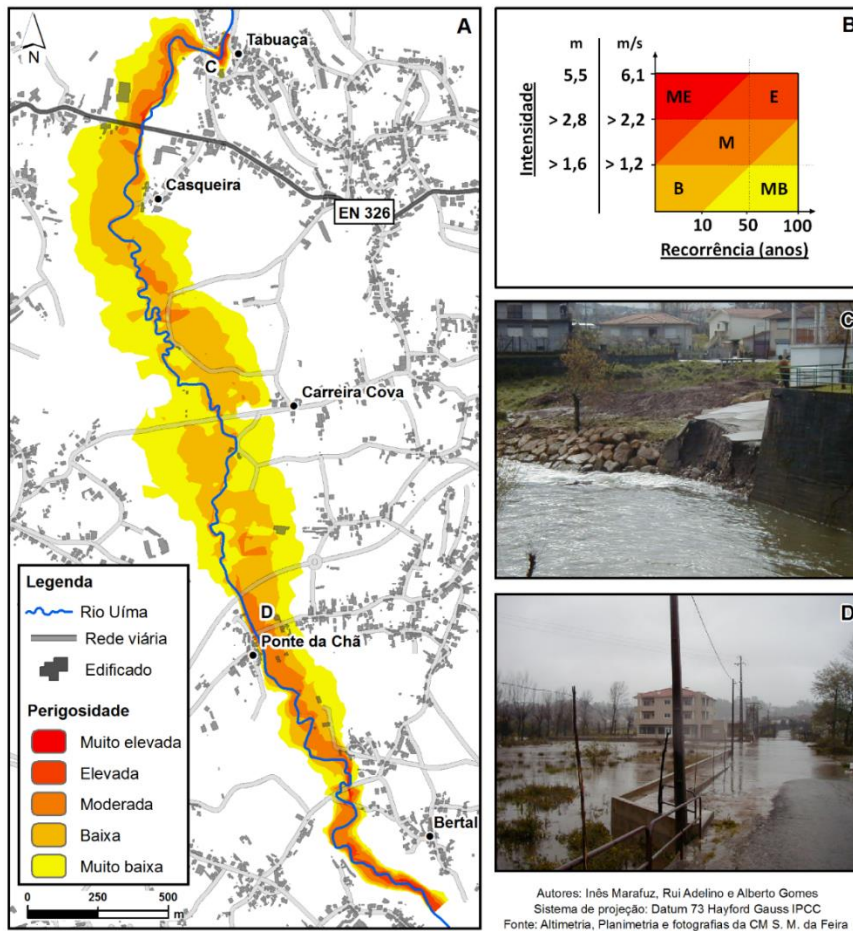 A
N
Tabuaça
C
Casqueira
EN 326
Carreira Cova
D
Ponte da Chã
Bertal
Legenda
Rio Uíma
Rede viária
Edificado
Perigosidade
Muito elevada
Elevada
Moderada
Baixa
Muito baixa
0 250 500
m
B
m m/s
5,5 6,1
> 2,8 > 2,2
> 1,6 > 1,2
Intensidade
ME E
M
B MB
10 50 100
Recorrência (anos)
C
D
Autores: Inês Marafuz, Rui Adelino e Alberto Gomes
Sistema de projeção: Datum 73 Hayford Gauss IPCC
Fonte: Altimetria, Planimetria e fotografias da CM S. M. da Feira